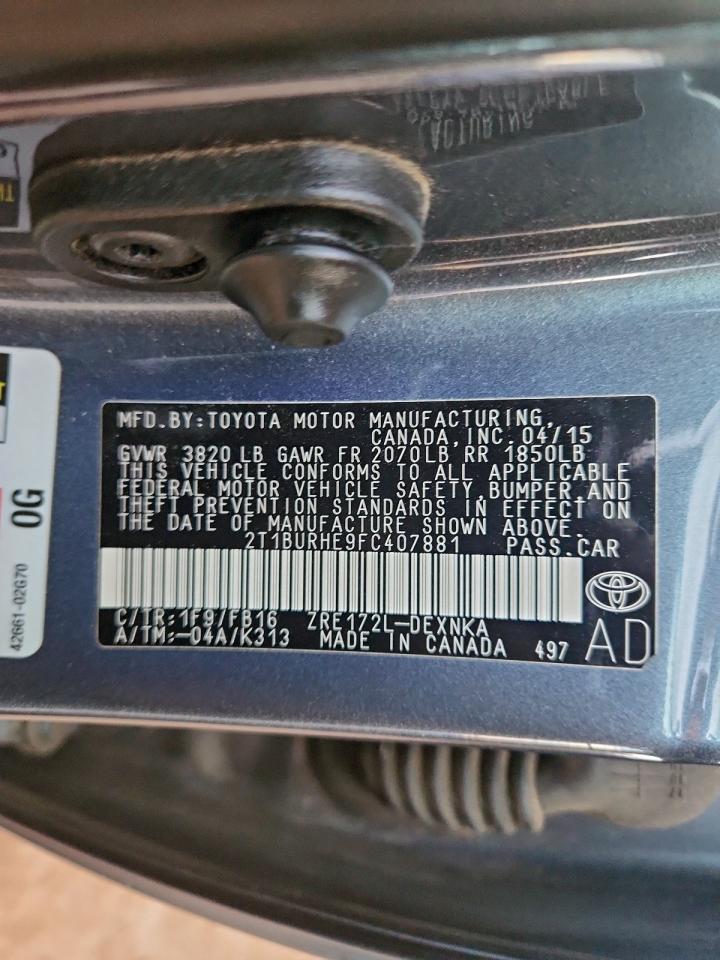 MFD.BY:TOYOTA MOTOR MANUFACTURING,
CANADA,INC.04/15
GVWR 3820LB GAWR FR 2070LB RR 1850LB
THIS VEHICLE CONFORMS TO ALL APPLICABLE
FEDERAL MOTOR VEHICLE SAFETY,BUMPER,AND
THEFT PREVENTION STANDARDS IN EFFECT ON
THE DATE OF MANUFACTURE SHOWN ABOVE.
2T1BURHE9FC407881 PASS.CAR
C/TR:1F9/FB16 ZRE172L-DEXNKA
A/TM:-04A/K313 MADE IN CANADA 497 AD
0G
42661-02G70